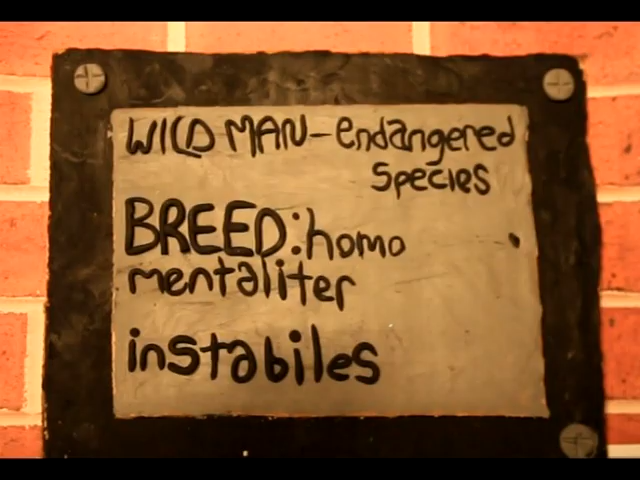 WILD MAN-endangered
species
BREED:homo
mentaliter
instabiles